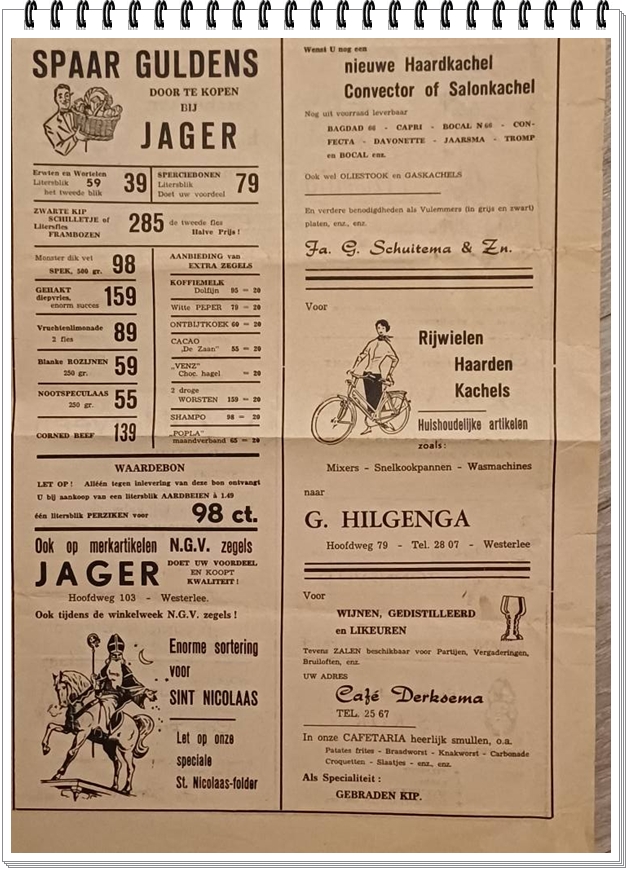 SPAAR GULDENS
DOOR TE KOPEN
BIJ
JAGER
Erwten en Wortelen
Litersblik 59
het tweede blik
39
SPERCIEBONEN
Litersblik
Doet uw voordeel
79
ZWARTE KIP
SCHILLETJE of
Litersfles
FRAMBOZEN
285
de tweede fles
Halve Prijs !
Monster dik vet
SPEK, 500 gr.
98
GEHAKT
diepvries,
enorm succes
159
Vruchtenlimonade
2 fles
89
Blanke ROZIJNEN
250 gr.
59
NOOTSPECULAAS
250 gr.
55
CORNED BEEF
139
AANBIEDING van
EXTRA ZEGELS
KOFFIEMELK
Dolfijn 95 = 20
Witte PEPER 79 = 20
ONTBIJTKOEK 60 = 20
CACAO
„De Zaan" 55 = 20
„VENZ"
Choc. hagel = 20
2 droge
WORSTEN 159 = 20
SHAMPO 98 = 20
„POPLA"
maandverband 65 = 20
WAARDEBON
LET OP ! Alléén tegen inlevering van deze bon ontvangt
U bij aankoop van een litersblik AARDBEIEN à 1.49
één litersblik PERZIKEN voor 98 ct.
Ook op merkartikelen N.G.V. zegels
JAGER
DOET UW VOORDEEL
EN KOOPT
KWALITEIT !
Hoofdweg 103 - Westerlee.
Ook tijdens de winkelweek N.G.V. zegels !
Enorme sortering
voor
SINT NICOLAAS
Let op onze
speciale
St. Nicolaas-folder
Wenst U nog een
nieuwe Haardkachel
Convector of Salonkachel
Nog uit voorraad leverbaar
BAGDAD 66 - CAPRI - BOCAL N 66 - CON-
FECTA - DAVONETTE - JAARSMA - TROMP
en BOCAL enz.
Ook wel OLIESTOOK en GASKACHELS
En verdere benodigdheden als Vulemmers (in grijs en zwart)
platen, enz., enz.
Fa. G. Schuitema & Zn.
Voor
Rijwielen
Haarden
Kachels
Huishoudelijke artikelen
zoals:
Mixers - Snelkookpannen - Wasmachines
naar
G. HILGENGA
Hoofdweg 79 - Tel. 28 07 - Westerlee
Voor
WIJNEN, GEDISTILLEERD
en LIKEUREN
Tevens ZALEN beschikbaar voor Partijen, Vergaderingen,
Bruiloften, enz.
UW ADRES
Café Derksema
TEL. 25 67
In onze CAFETARIA heerlijk smullen, o.a.
Patates frites - Braadworst - Knakworst - Carbonade
Croquetten - Slaatjes - enz., enz.
Als Specialiteit :
GEBRADEN KIP.